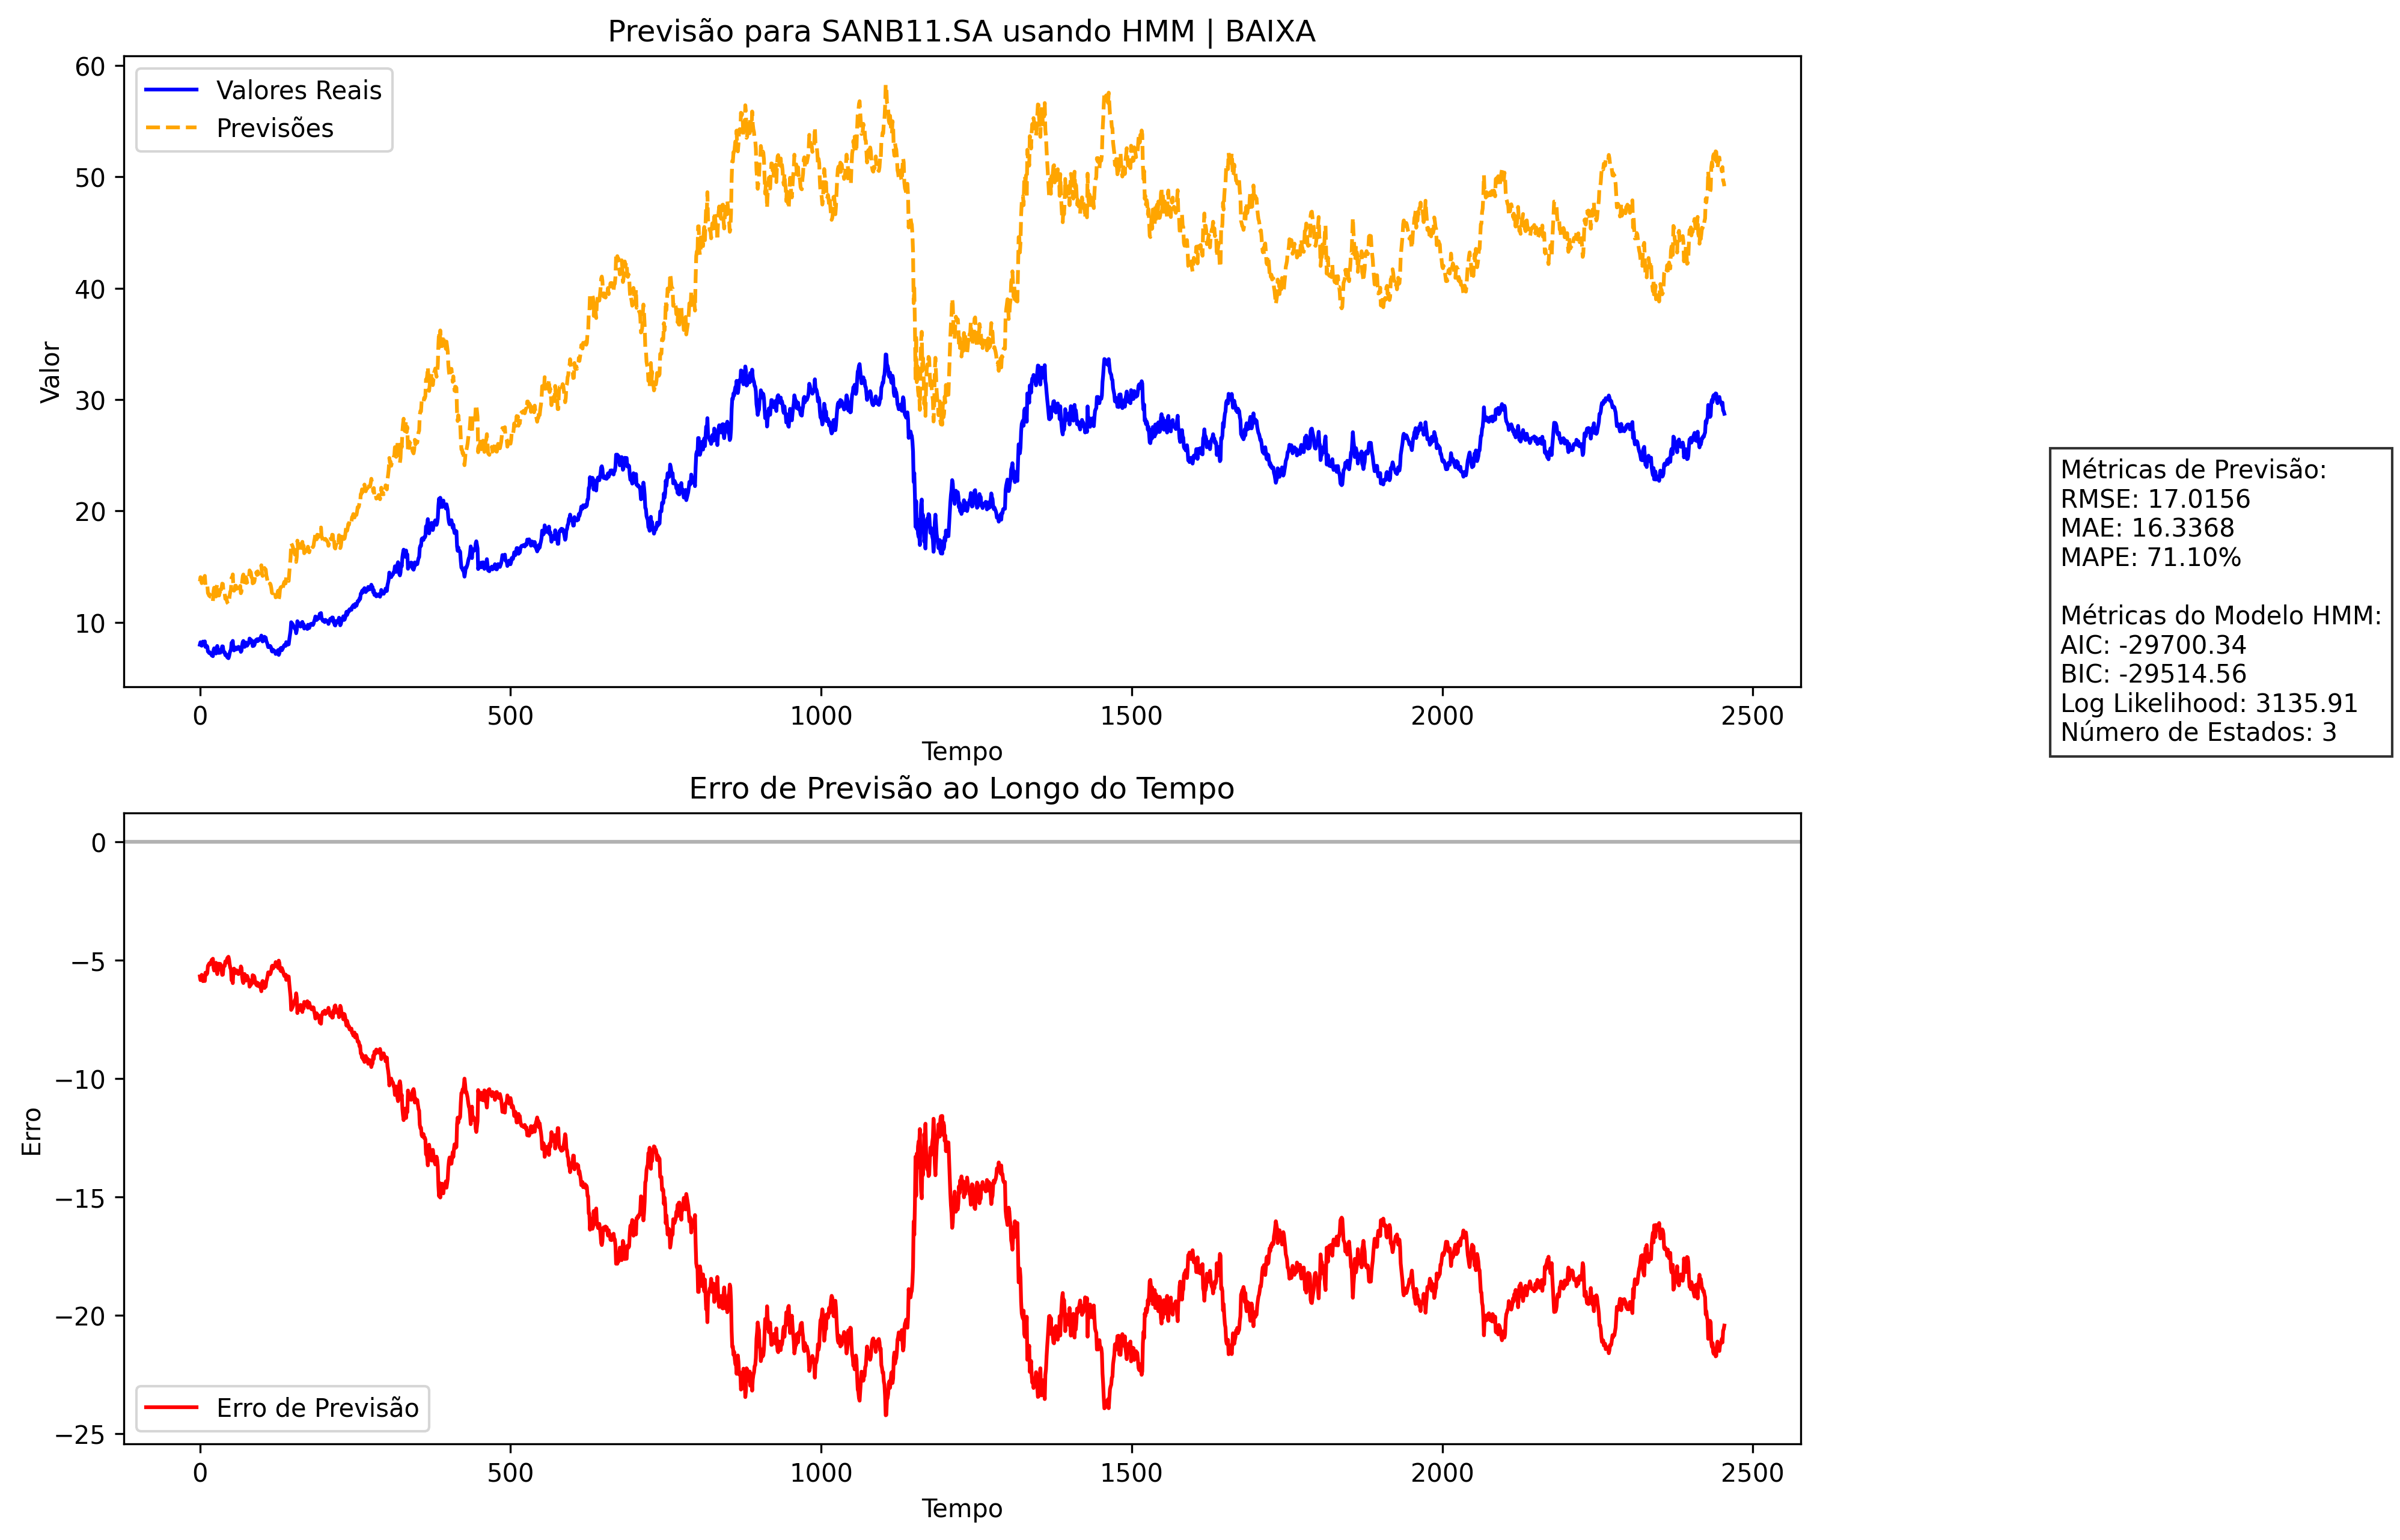 Previsão para SANB11.SA usando HMM | BAIXA
Valores Reais
Previsões
Valor
60
50
40
30
20
10
0
500
1000
1500
2000
2500
Tempo
Métricas de Previsão:
RMSE: 17.0156
MAE: 16.3368
MAPE: 71.10%
Métricas do Modelo HMM:
AIC: -29700.34
BIC: -29514.56
Log Likelihood: 3135.91
Número de Estados: 3
Erro de Previsão ao Longo do Tempo
Erro
0
−5
−10
−15
−20
−25
Erro de Previsão
0
500
1000
1500
2000
2500
Tempo